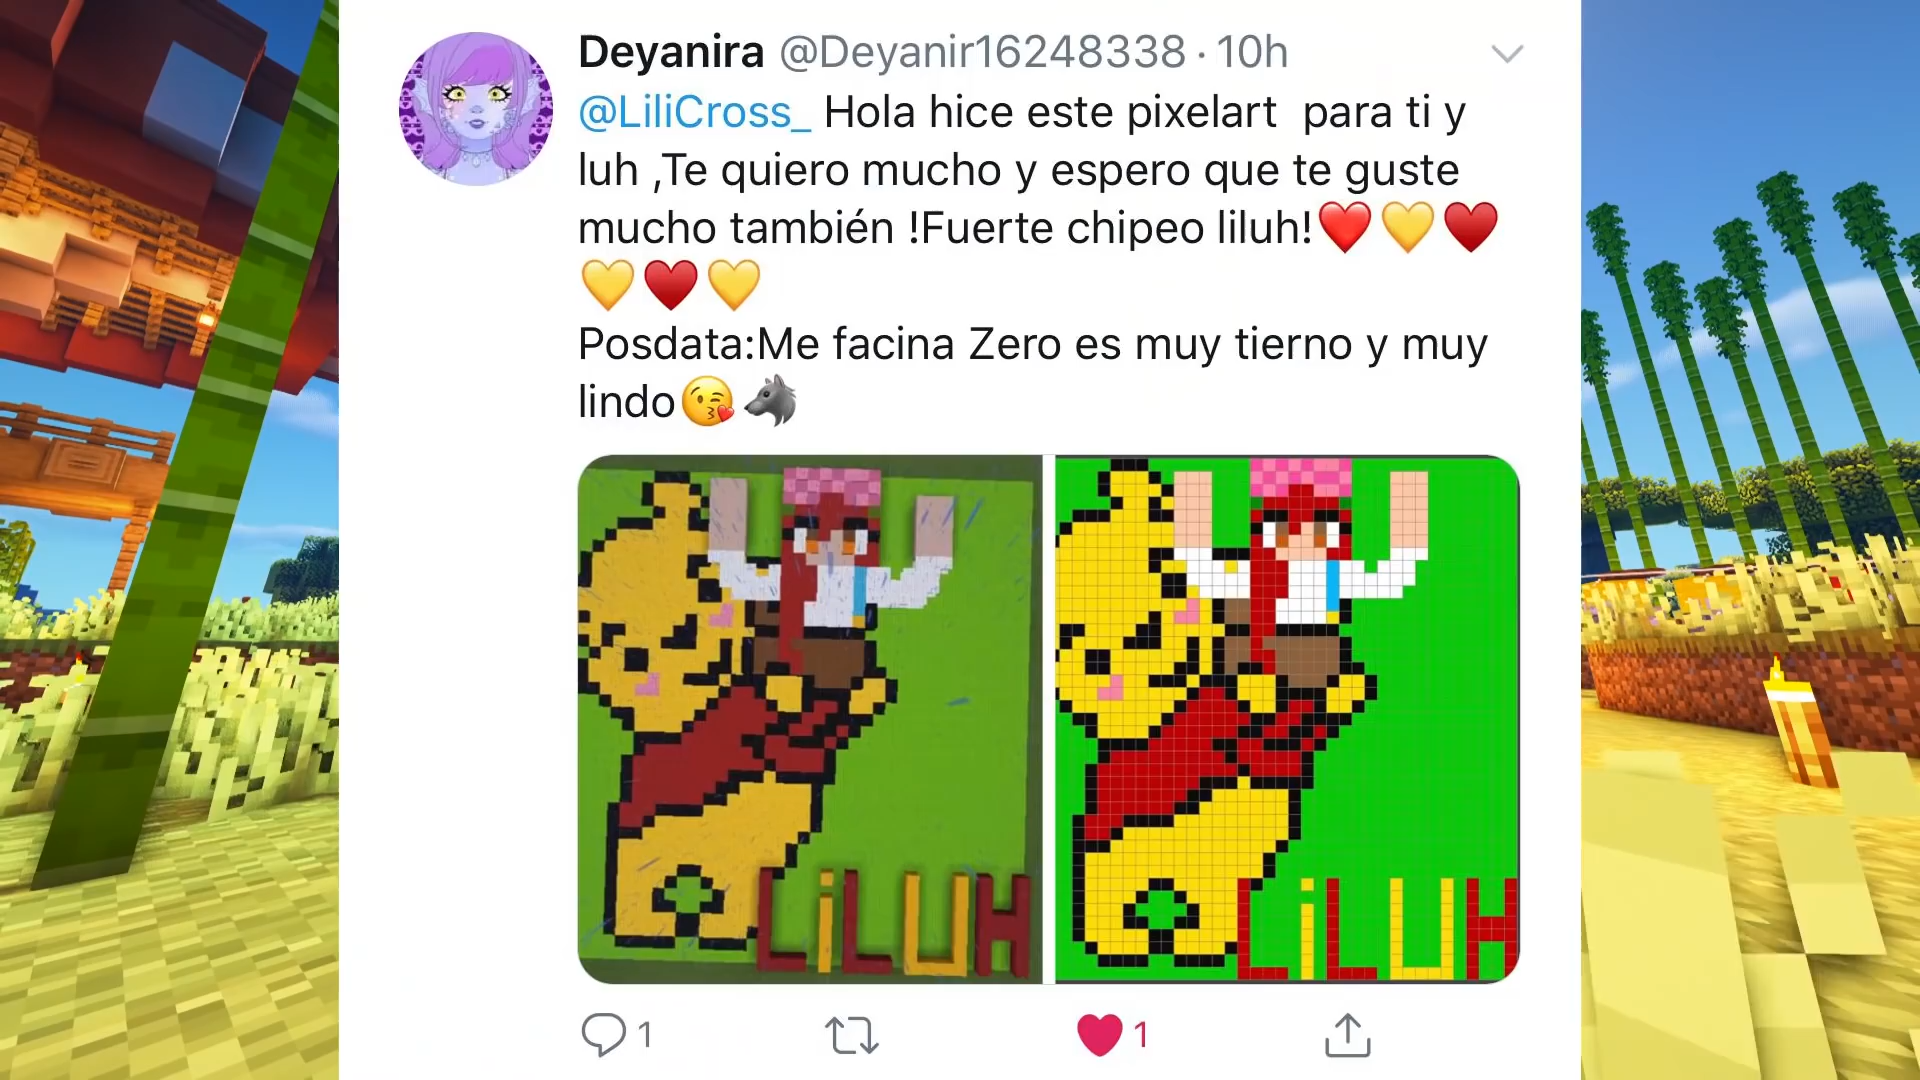 Deyanira @Deyanir16248338 · 10h
@LiliCross_ Hola hice este pixelart para ti y
luh ,Te quiero mucho y espero que te guste
mucho también !Fuerte chipeo liluh!❤️💛♥️
💛♥️💛
Posdata:Me facina Zero es muy tierno y muy
lindo😘🐺
LiLUH
LiLUH
1
1